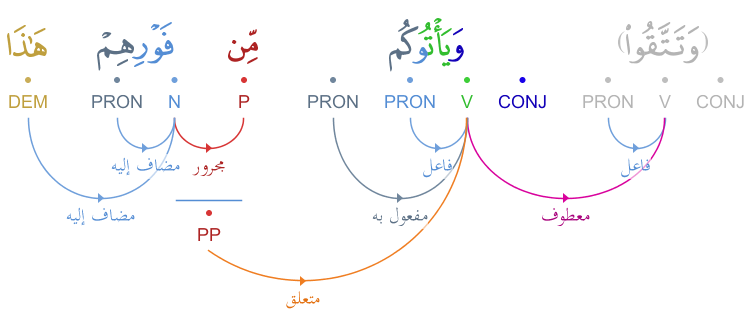 (وَتَتَّقُوا۟) وَيَأْتُوكُم مِّن فَوْرِهِمْ هَٰذَا
CONJ V PRON CONJ V PRON PRON P N PRON DEM
فاعل فاعل مجرور مضاف إليه
معطوف مفعول به مضاف إليه
PP
متعلق